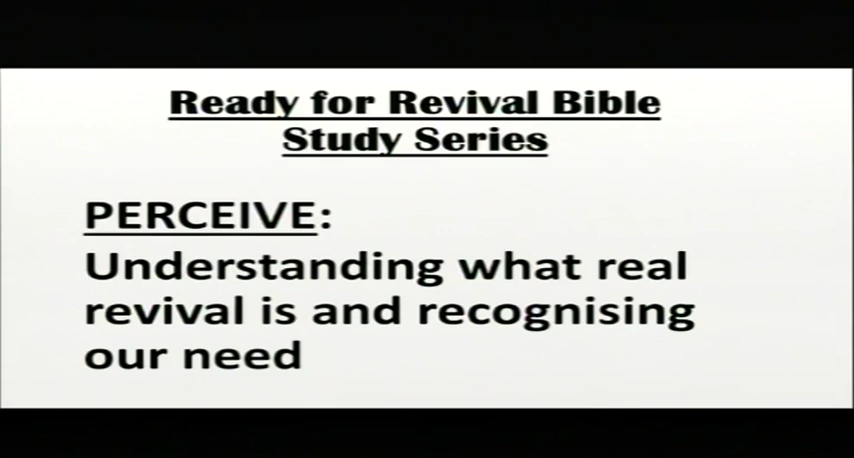 Ready for Revival Bible
Study Series
PERCEIVE:
Understanding what real
revival is and recognising
our need